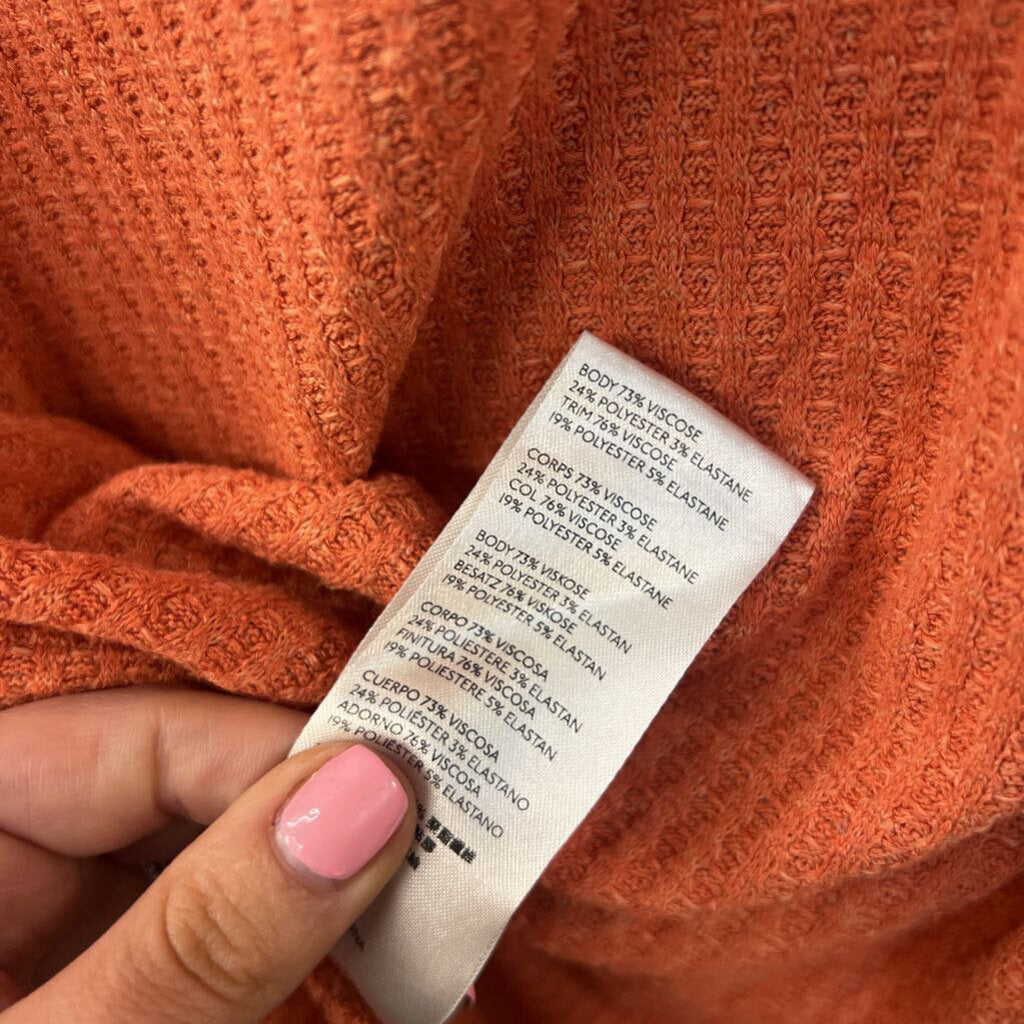 BODY 73% VISCOSE
24% POLYESTER 3% ELASTANE
TRIM 76% VISCOSE
19% POLYESTER 5% ELASTANE
CORPS 73% VISCOSE
24% POLYESTER 3% ELASTANE
COL 76% VISCOSE
19% POLYESTER 5% ELASTANE
BODY 73% VISKOSE
24% POLYESTER 3% ELASTAN
BESATZ 76% VISKOSE
19% POLYESTER 5% ELASTAN
CORPO 73% VISCOSA
24% POLIESTERE 3% ELASTAN
FINITURA 76% VISCOSA
19% POLIESTERE 5% ELASTAN
CUERPO 73% VISCOSA
24% POLIÉSTER 3% ELASTANO
ADORNO 76% VISCOSA
19% POLIÉSTER 5% ELASTANO